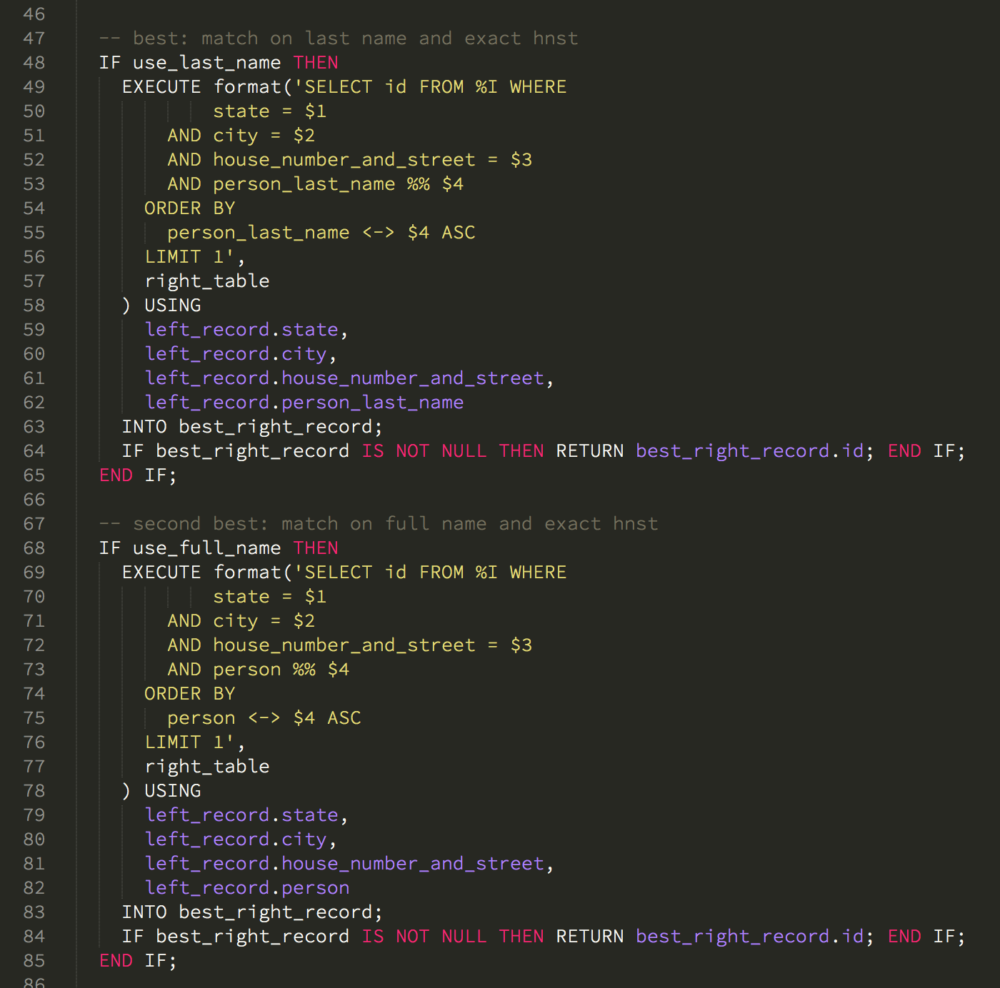 46
47 -- best: match on last name and exact hnst
48 IF use_last_name THEN
49 EXECUTE format('SELECT id FROM %I WHERE
50 state = $1
51 AND city = $2
52 AND house_number_and_street = $3
53 AND person_last_name %% $4
54 ORDER BY
55 person_last_name <-> $4 ASC
56 LIMIT 1',
57 right_table
58 ) USING
59 left_record.state,
60 left_record.city,
61 left_record.house_number_and_street,
62 left_record.person_last_name
63 INTO best_right_record;
64 IF best_right_record IS NOT NULL THEN RETURN best_right_record.id; END IF;
65 END IF;
66
67 -- second best: match on full name and exact hnst
68 IF use_full_name THEN
69 EXECUTE format('SELECT id FROM %I WHERE
70 state = $1
71 AND city = $2
72 AND house_number_and_street = $3
73 AND person %% $4
74 ORDER BY
75 person <-> $4 ASC
76 LIMIT 1',
77 right_table
78 ) USING
79 left_record.state,
80 left_record.city,
81 left_record.house_number_and_street,
82 left_record.person
83 INTO best_right_record;
84 IF best_right_record IS NOT NULL THEN RETURN best_right_record.id; END IF;
85 END IF;
86